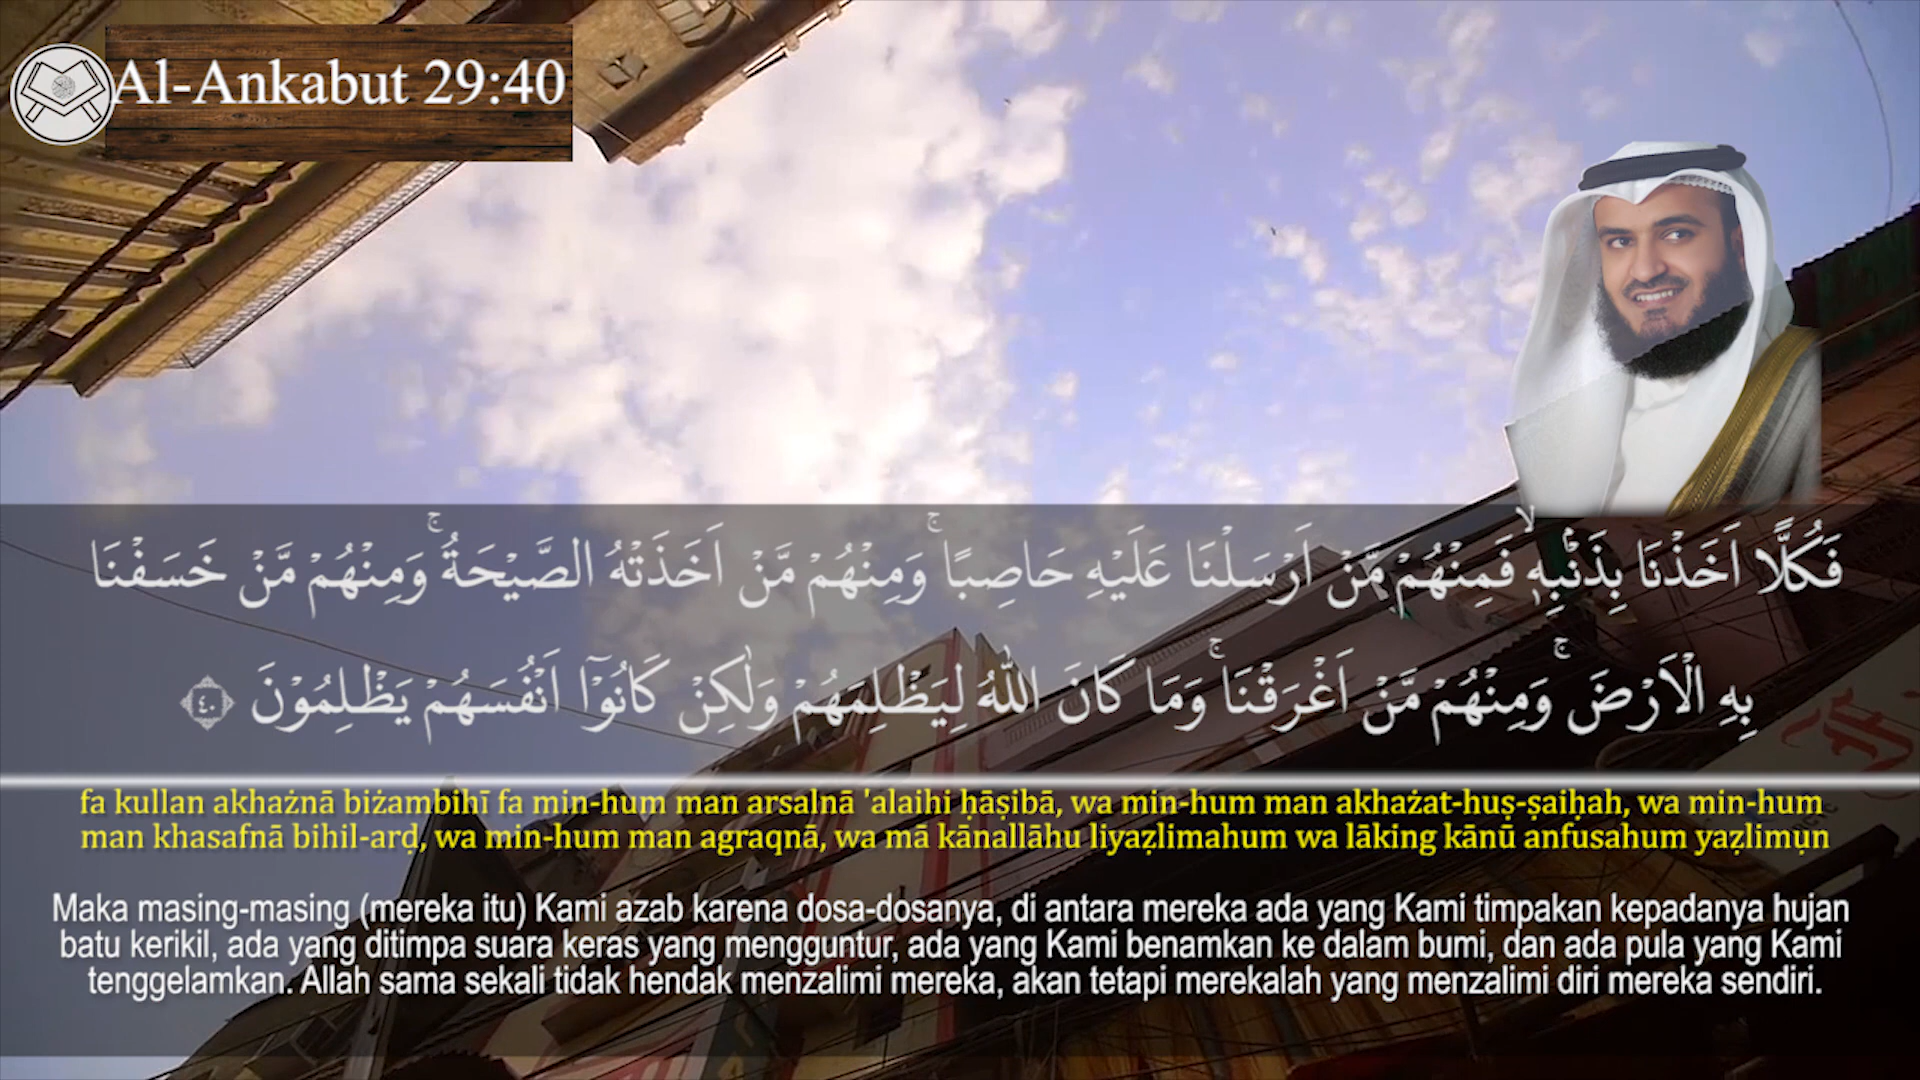 Al-Ankabut 29:40
فَكُلًّا اَخَذْنَا بِذَنْۢبِهٖۙ فَمِنْهُمْ مَّنْ اَرْسَلْنَا عَلَيْهِ حَاصِبًاۚ وَمِنْهُمْ مَّنْ اَخَذَتْهُ الصَّيْحَةُۚ وَمِنْهُمْ مَّنْ خَسَفْنَا
بِهِ الْاَرْضَۚ وَمِنْهُمْ مَّنْ اَغْرَقْنَاۚ وَمَا كَانَ اللّٰهُ لِيَظْلِمَهُمْ وَلٰكِنْ كَانُوْٓا اَنْفُسَهُمْ يَظْلِمُوْنَ ٤٠
fa kullan akhażnā biżambihī fa min-hum man arsalnā 'alaihi ḥāṣibā, wa min-hum man akhażat-huṣ-ṣaiḥah, wa min-hum
man khasafnā bihil-arḍ, wa min-hum man agraqnā, wa mā kānallāhu liyaẓlimahum wa lāking kānū anfusahum yaẓlimụn
Maka masing-masing (mereka itu) Kami azab karena dosa-dosanya, di antara mereka ada yang Kami timpakan kepadanya hujan
batu kerikil, ada yang ditimpa suara keras yang mengguntur, ada yang Kami benamkan ke dalam bumi, dan ada pula yang Kami
tenggelamkan. Allah sama sekali tidak hendak menzalimi mereka, akan tetapi merekalah yang menzalimi diri mereka sendiri.